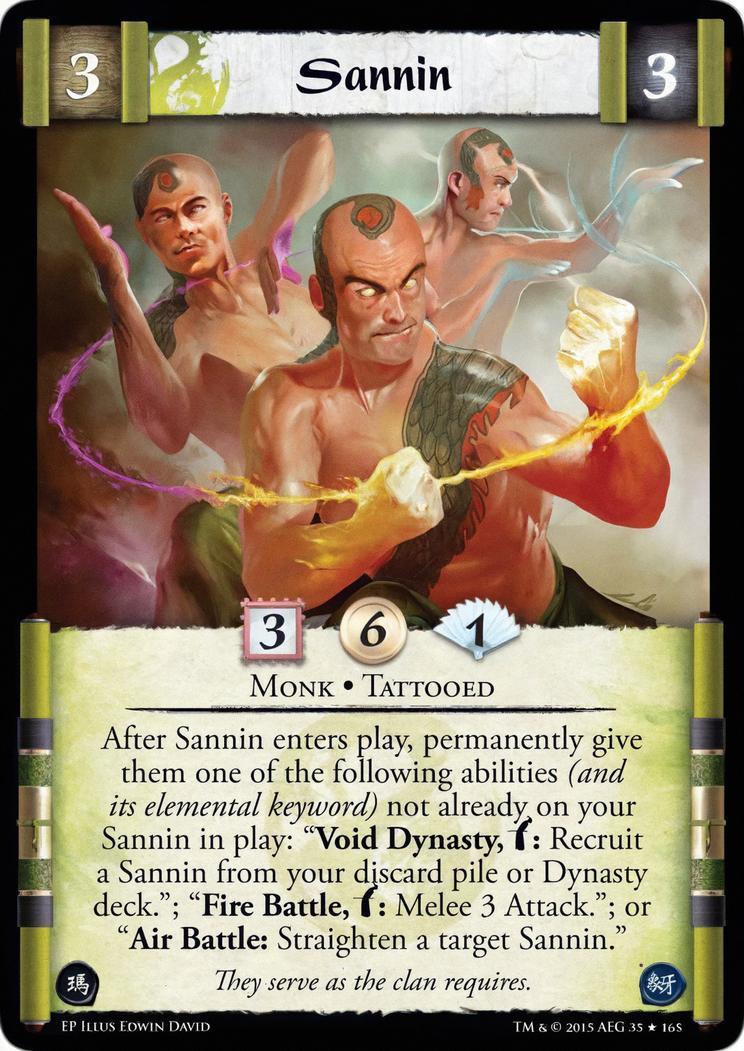 3 Sannin 3
3 6 1
Monk • Tattooed
After Sannin enters play, permanently give
them one of the following abilities (and
its elemental keyword) not already on your
Sannin in play: “Void Dynasty, : Recruit
a Sannin from your discard pile or Dynasty
deck.”; “Fire Battle, : Melee 3 Attack.”; or
“Air Battle: Straighten a target Sannin.”
They serve as the clan requires.
瑪
象牙
EP Illus Edwin David TM & © 2015 AEG 35 ★ 16S